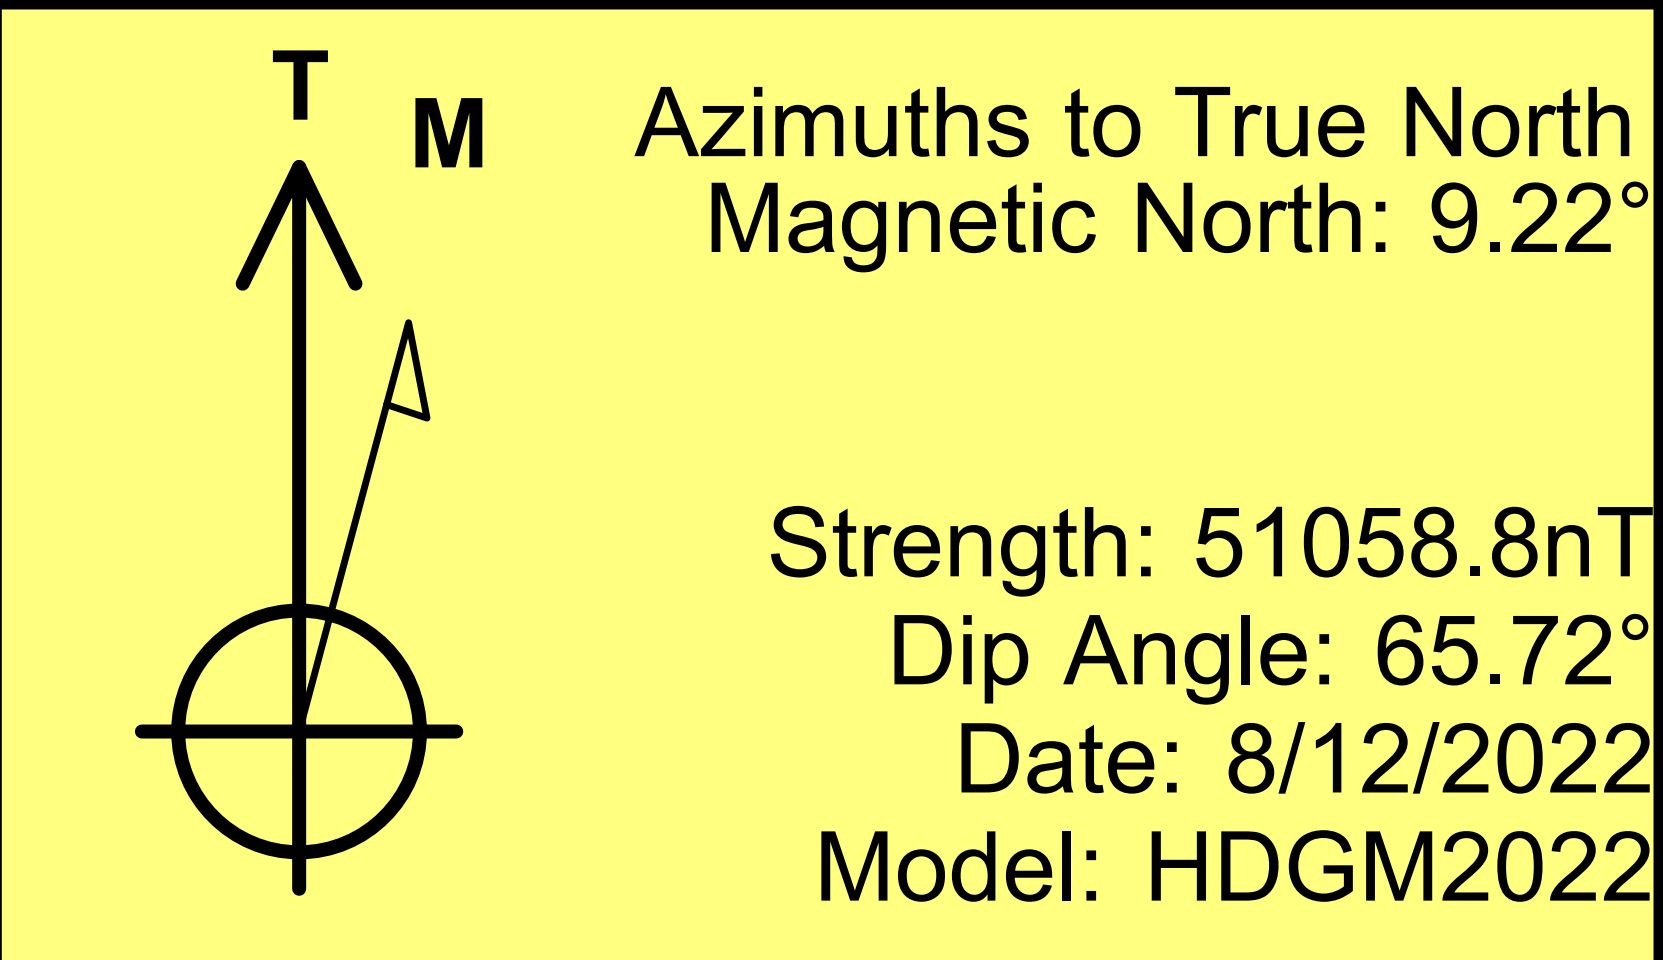 T
M
Azimuths to True North
Magnetic North: 9.22°
Strength: 51058.8nT
Dip Angle: 65.72°
Date: 8/12/2022
Model: HDGM2022